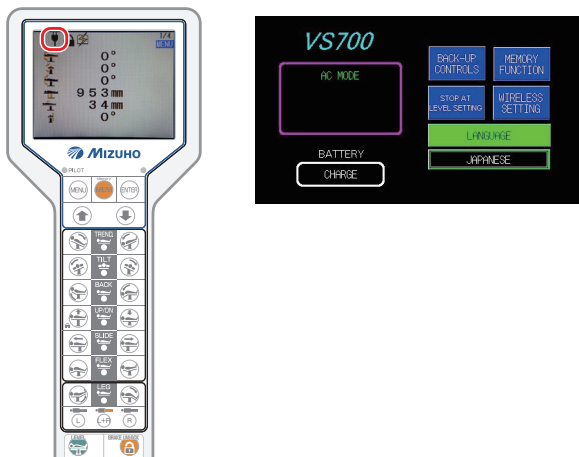 1/4
MENU
0°
0°
0°
953mm
34mm
0°
MIZUHO
PILOT
MENU
ENTER
TREND
TILT
BACK
UP/DN
SLIDE
FLEX
LEG
L
L+R
R
LEVEL
BRAKE UNLOCK
VS700
AC MODE
BATTERY
CHARGE
BACK-UP
CONTROLS
MEMORY
FUNCTION
STOP AT
LEVEL SETTING
WIRELESS
SETTING
LANGUAGE
JAPANESE